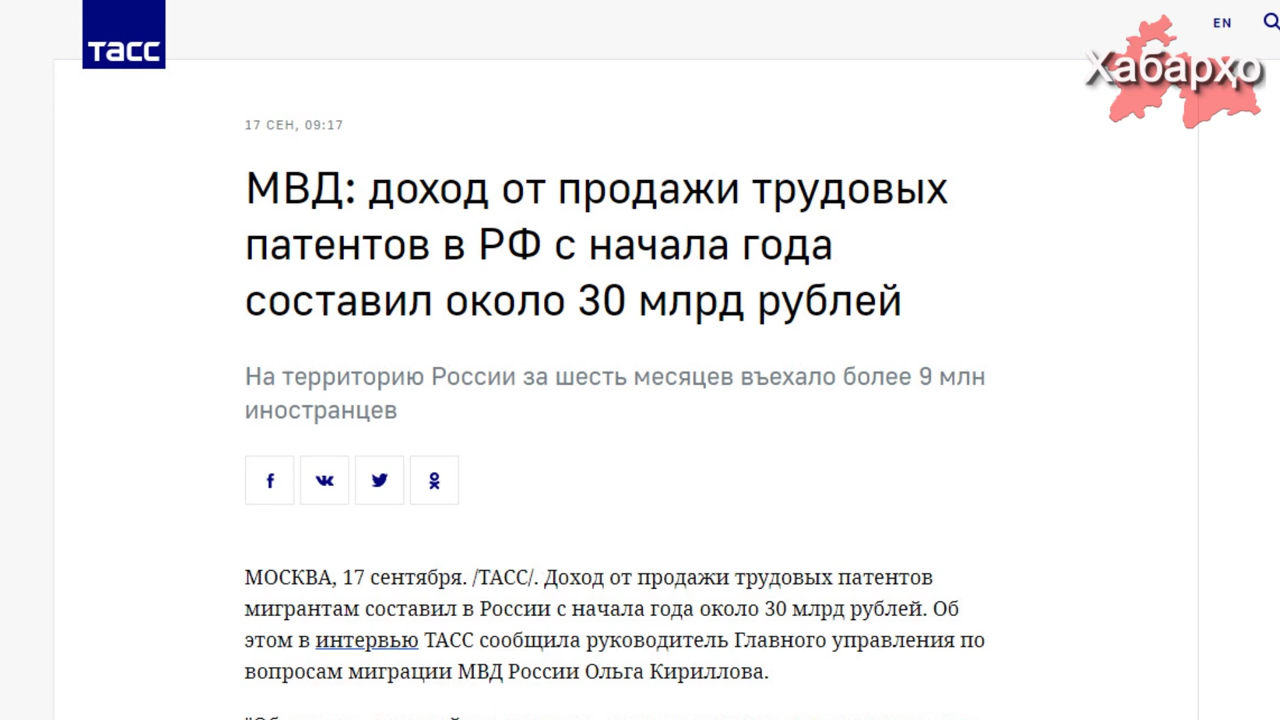 тасс
EN
Хабарҳо
17 СЕН, 09:17
МВД: доход от продажи трудовых
патентов в РФ с начала года
составил около 30 млрд рублей
На территорию России за шесть месяцев въехало более 9 млн
иностранцев
МОСКВА, 17 сентября. /ТАСС/. Доход от продажи трудовых патентов
мигрантам составил в России с начала года около 30 млрд рублей. Об
этом в интервью ТАСС сообщила руководитель Главного управления по
вопросам миграции МВД России Ольга Кириллова.